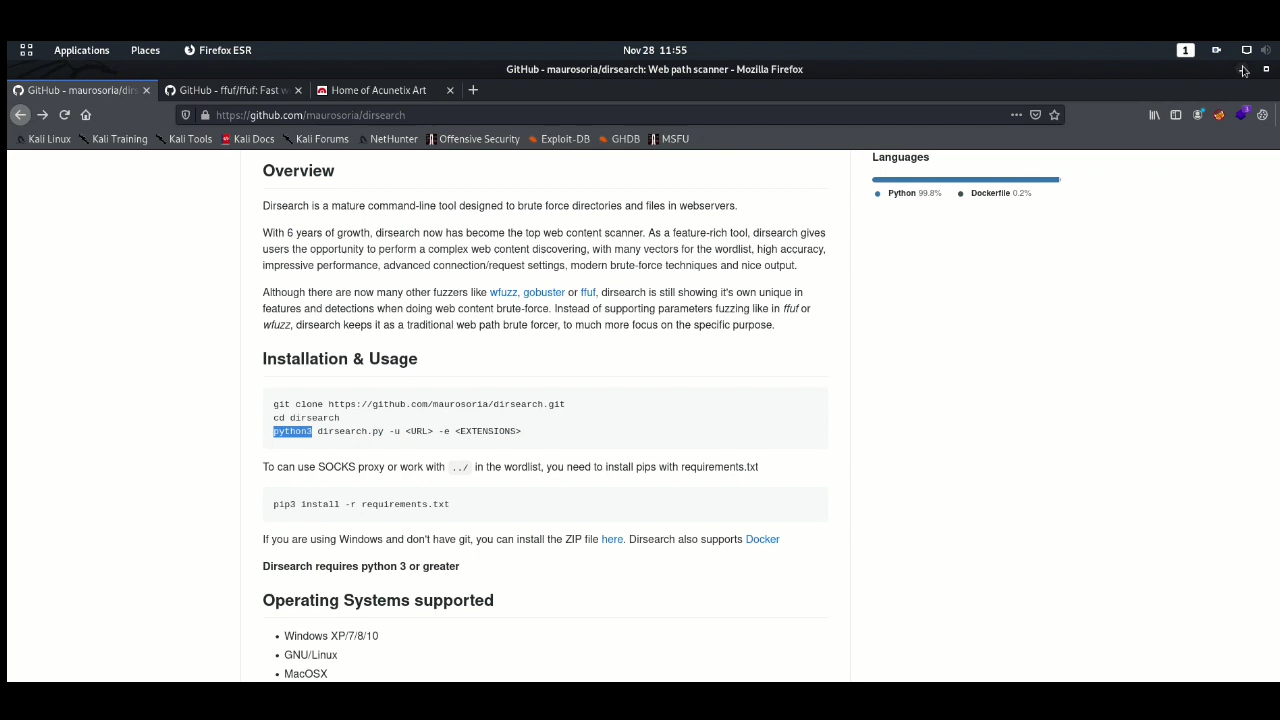 Applications Places Firefox ESR Nov 28 11:55 1
GitHub - maurosoria/dirsearch: Web path scanner - Mozilla Firefox
GitHub - maurosoria/dirs GitHub - ffuf/ffuf: Fast w Home of Acunetix Art
https://github.com/maurosoria/dirsearch 3
Kali Linux Kali Training Kali Tools Kali Docs Kali Forums NetHunter Offensive Security Exploit-DB GHDB MSFU
Overview
Dirsearch is a mature command-line tool designed to brute force directories and files in webservers.
With 6 years of growth, dirsearch now has become the top web content scanner. As a feature-rich tool, dirsearch gives
users the opportunity to perform a complex web content discovering, with many vectors for the wordlist, high accuracy,
impressive performance, advanced connection/request settings, modern brute-force techniques and nice output.
Although there are now many other fuzzers like wfuzz, gobuster or ffuf, dirsearch is still showing it's own unique in
features and detections when doing web content brute-force. Instead of supporting parameters fuzzing like in ffuf or
wfuzz, dirsearch keeps it as a traditional web path brute forcer, to much more focus on the specific purpose.
Installation & Usage
git clone https://github.com/maurosoria/dirsearch.git
cd dirsearch
python3 dirsearch.py -u <URL> -e <EXTENSIONS>
To can use SOCKS proxy or work with ../ in the wordlist, you need to install pips with requirements.txt
pip3 install -r requirements.txt
If you are using Windows and don't have git, you can install the ZIP file here. Dirsearch also supports Docker
Dirsearch requires python 3 or greater
Operating Systems supported
• Windows XP/7/8/10
• GNU/Linux
• MacOSX
Languages
Python 99.8% Dockerfile 0.2%